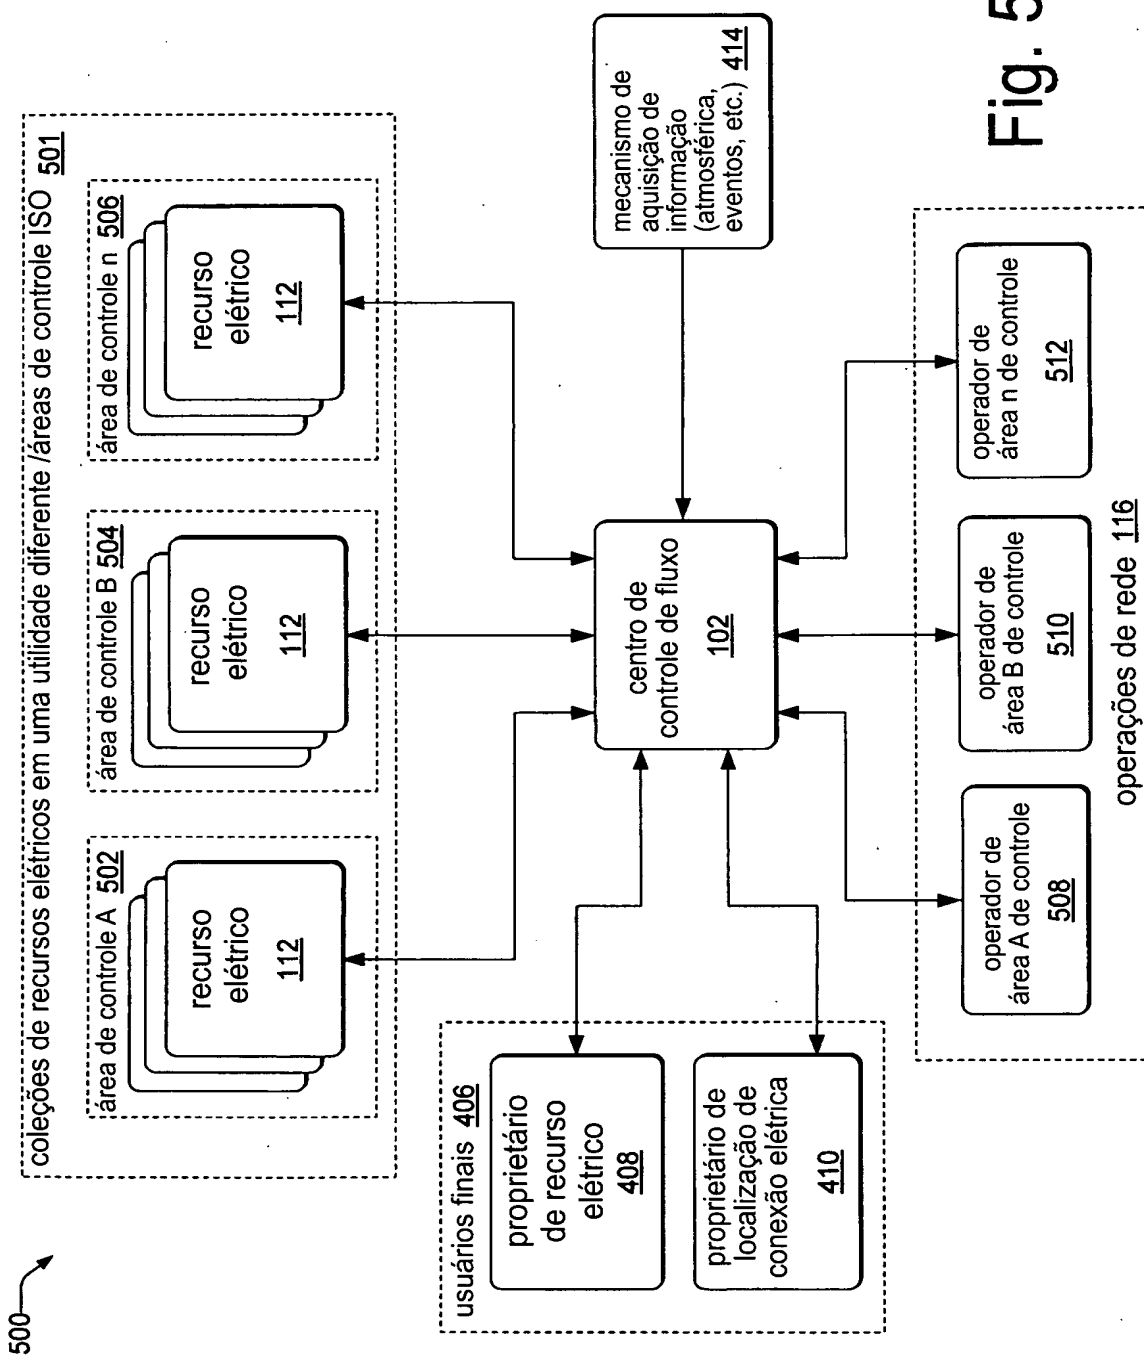 500
coleções de recursos elétricos em uma utilidade diferente /áreas de controle ISO 501
área de controle A 502
recurso
elétrico
112
área de controle B 504
recurso
elétrico
112
área de controle n 506
recurso
elétrico
112
usuários finais 406
proprietário
de recurso
elétrico
408
proprietário de
localização de
conexão elétrica
410
centro de
controle de fluxo
102
mecanismo de
aquisição de
informação
(atmosférica,
eventos, etc.) 414
operador de
área A de controle
508
operador de
área B de controle
510
operador de
área n de controle
512
operações de rede 116
Fig. 5